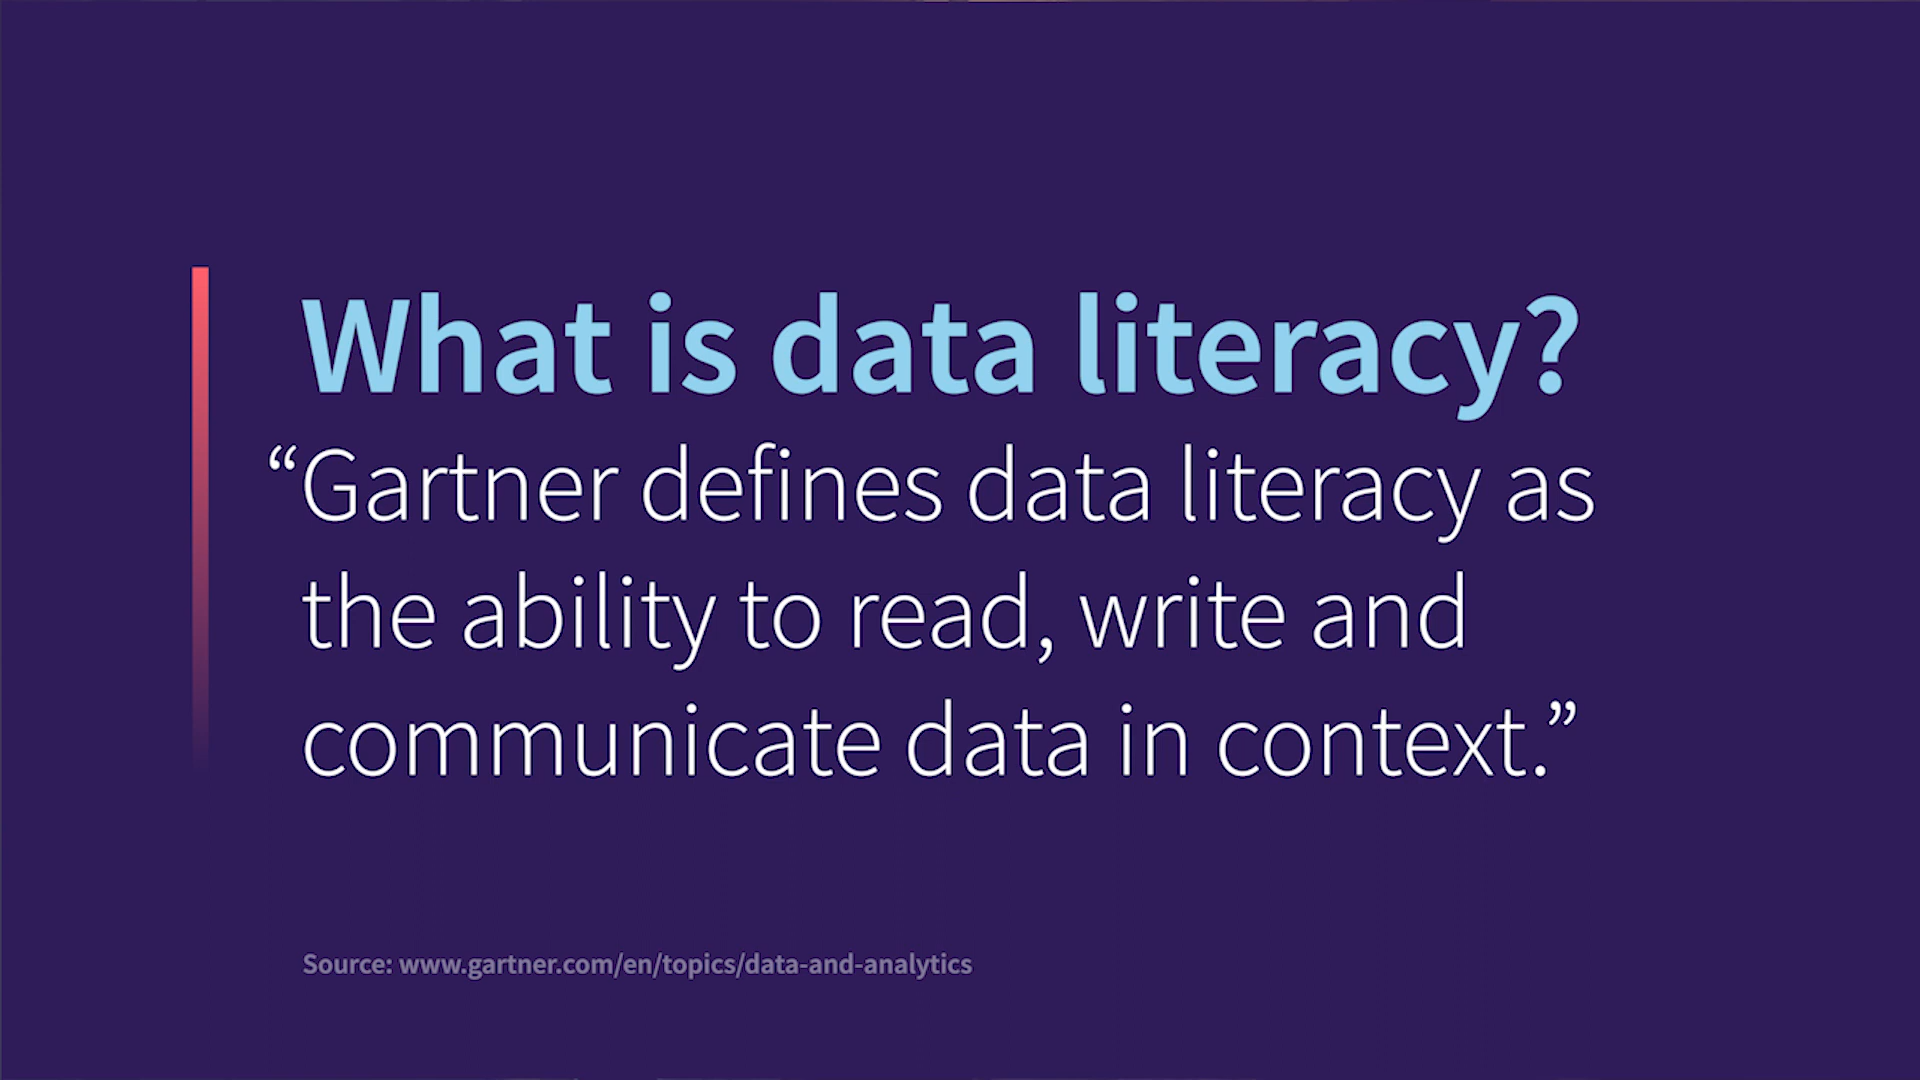 What is data literacy?
“Gartner defines data literacy as
the ability to read, write and
communicate data in context.”
Source: www.gartner.com/en/topics/data-and-analytics